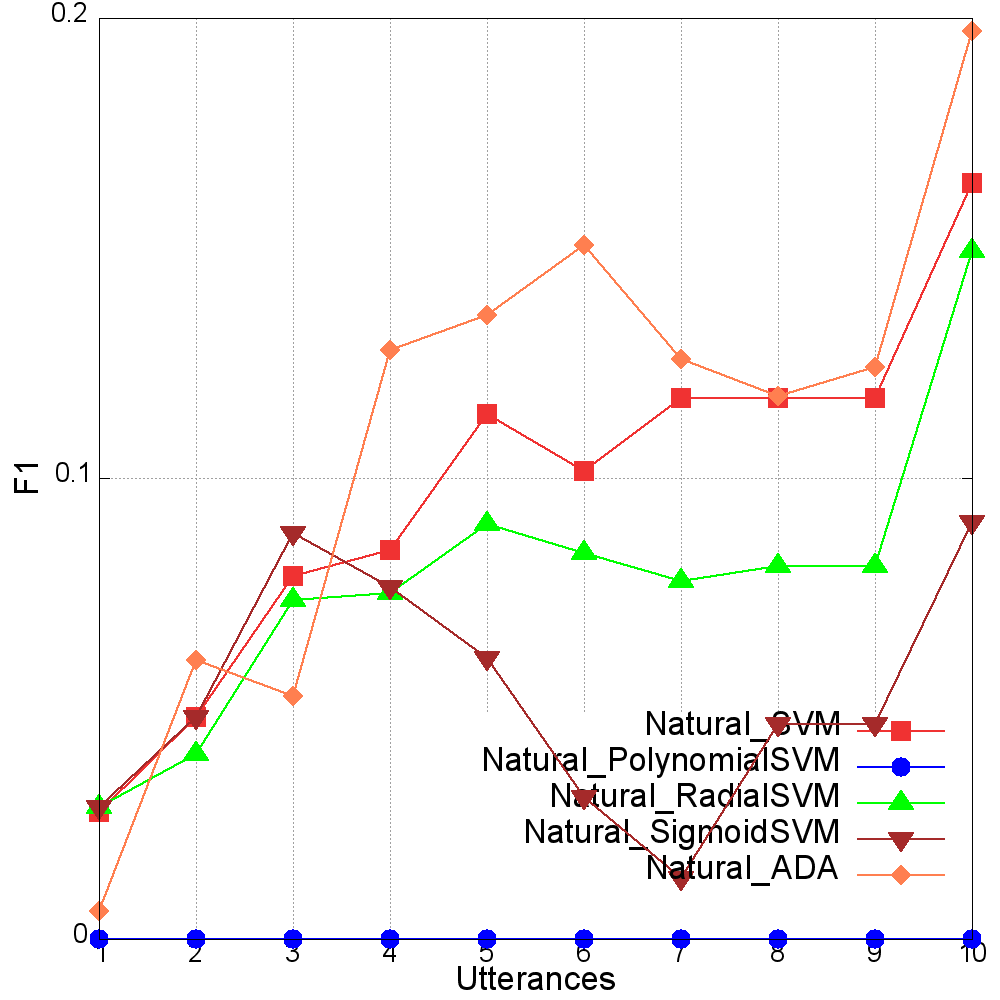 0.2
0.1
0
F1
1 2 3 4 5 6 7 8 9 10
Utterances
Natural_SVM
Natural_PolynomialSVM
Natural_RadialSVM
Natural_SigmoidSVM
Natural_ADA